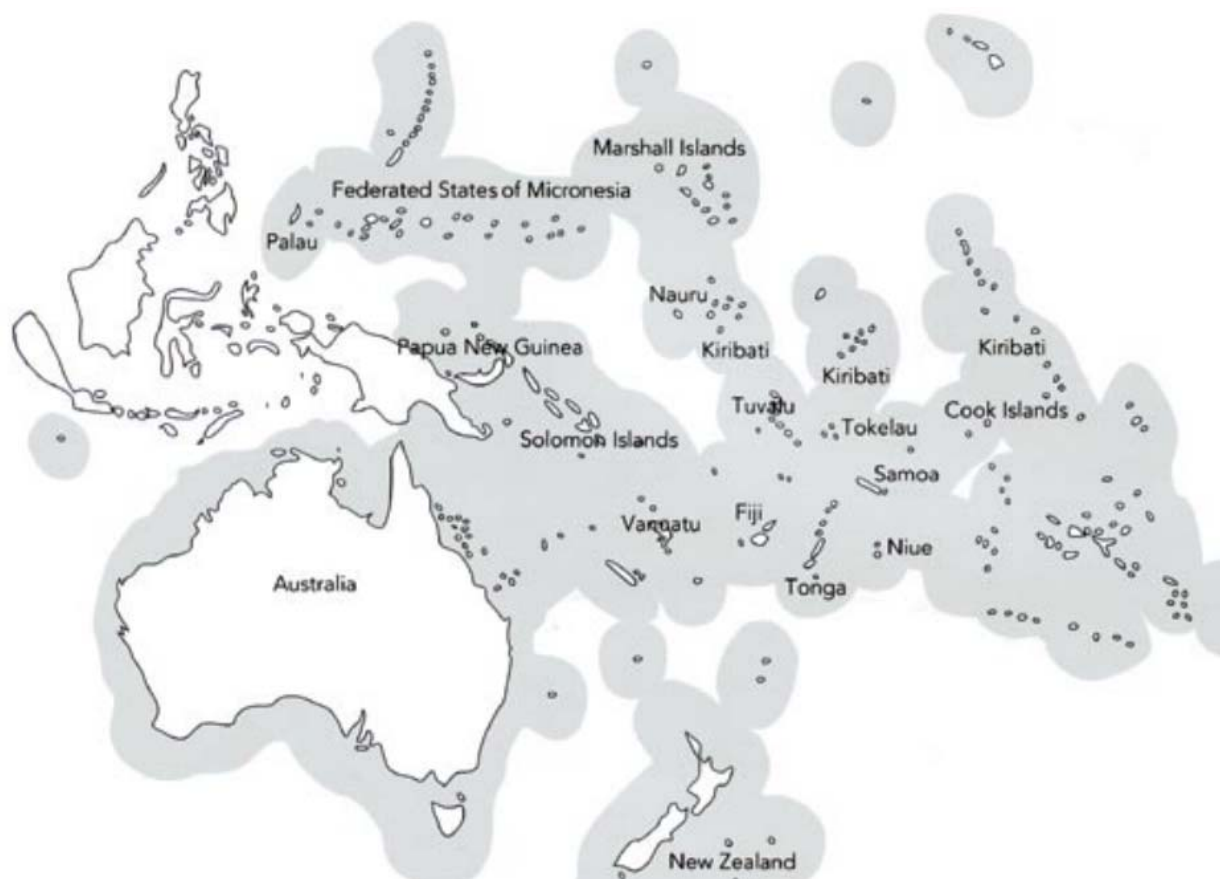 Marshall Islands
Federated States of Micronesia
Palau
Nauru
Papua New Guinea
Kiribati
Kiribati
Kiribati
Tuvalu
Cook Islands
Tokelau
Solomon Islands
Samoa
Fiji
Vanuatu
Niue
Australia
Tonga
New Zealand